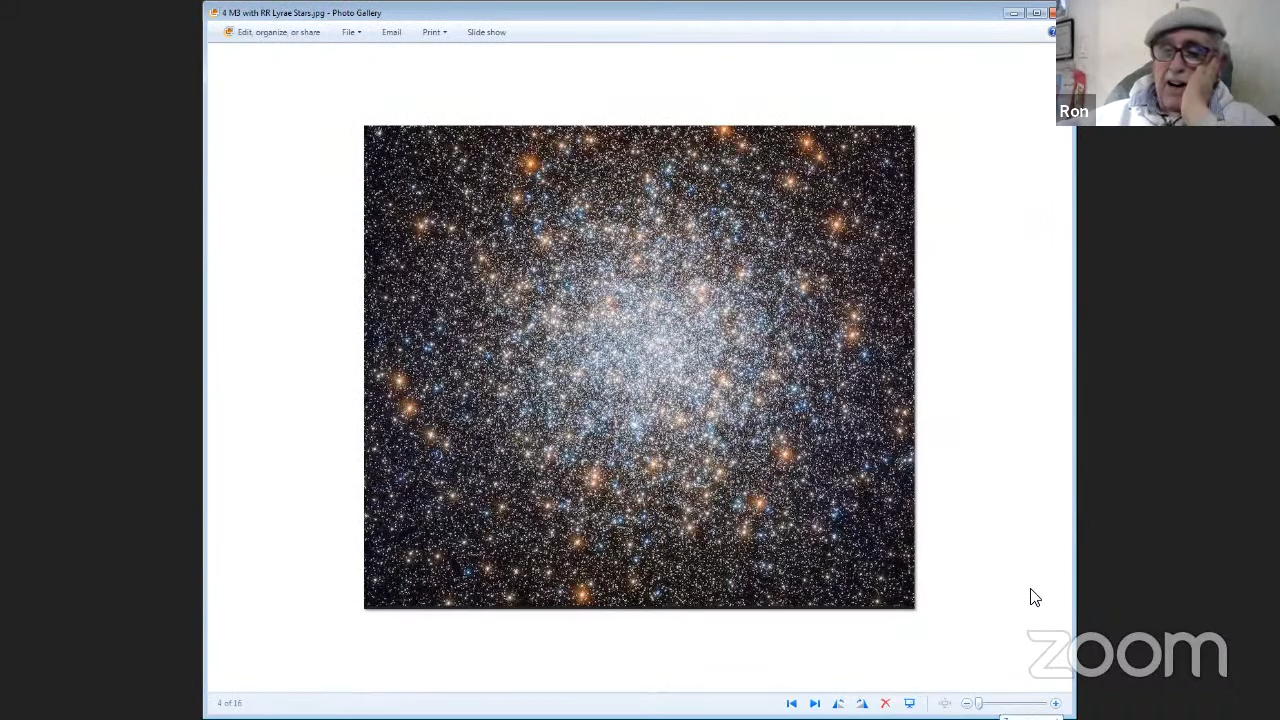 4 M3 with RR Lyrae Stars.jpg - Photo Gallery
Edit, organize, or share File Email Print Slide show
Ron
zoom
4 of 16